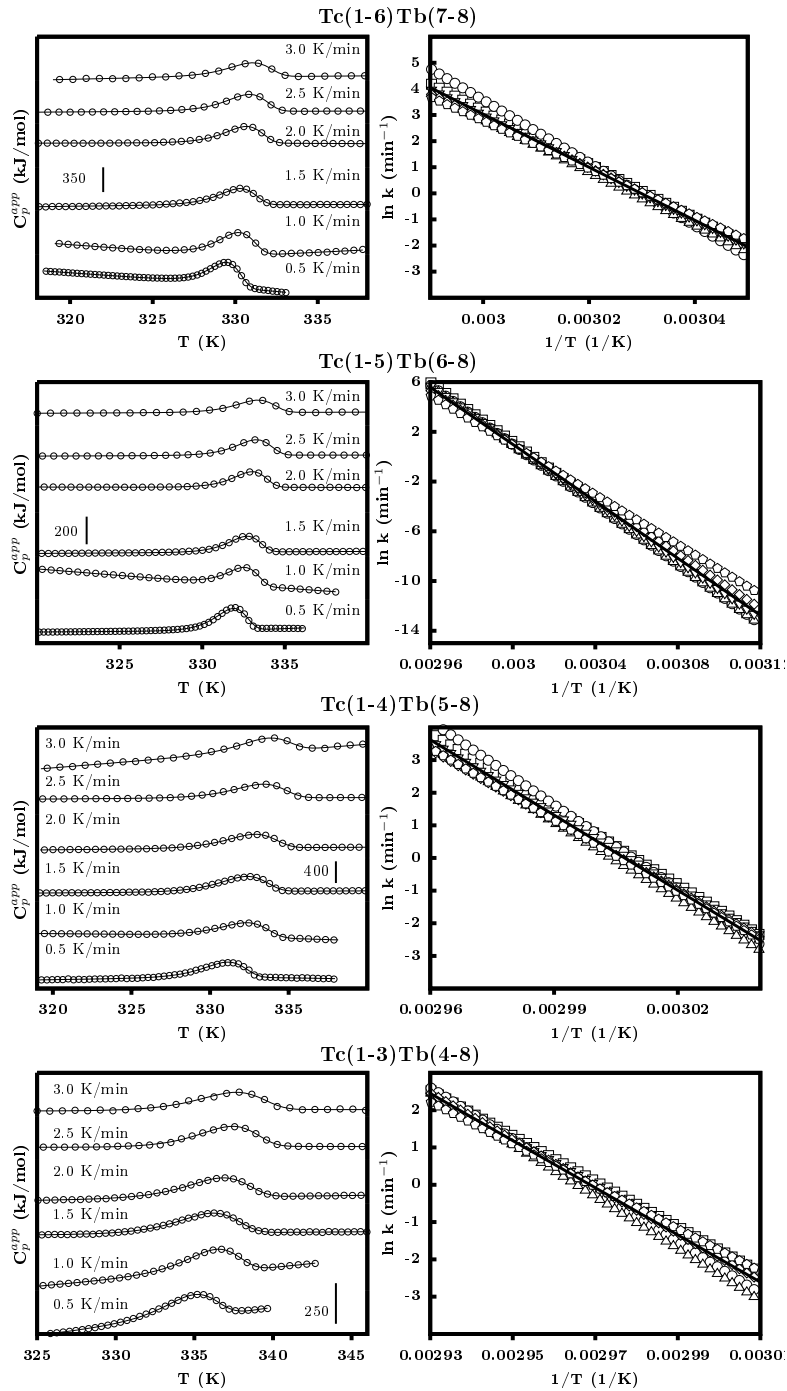 Tc(1-6)Tb(7-8)
C_p^{app} (kJ/mol)
3.0 K/min
2.5 K/min
2.0 K/min
350
1.5 K/min
1.0 K/min
0.5 K/min
320 325 330 335
T (K)
ln k (min⁻¹)
5
4
3
2
1
0
-1
-2
-3
0.003 0.00302 0.00304
1/T (1/K)
Tc(1-5)Tb(6-8)
C_p^{app} (kJ/mol)
3.0 K/min
2.5 K/min
2.0 K/min
200
1.5 K/min
1.0 K/min
0.5 K/min
325 330 335
T (K)
ln k (min⁻¹)
6
2
-2
-6
-10
-14
0.00296 0.003 0.00304 0.00308 0.00312
1/T (1/K)
Tc(1-4)Tb(5-8)
C_p^{app} (kJ/mol)
3.0 K/min
2.5 K/min
2.0 K/min
1.5 K/min
400
1.0 K/min
0.5 K/min
320 325 330 335
T (K)
ln k (min⁻¹)
3
2
1
0
-1
-2
-3
0.00296 0.00299 0.00302
1/T (1/K)
Tc(1-3)Tb(4-8)
C_p^{app} (kJ/mol)
3.0 K/min
2.5 K/min
2.0 K/min
1.5 K/min
1.0 K/min
0.5 K/min
250
325 330 335 340 345
T (K)
ln k (min⁻¹)
2
1
0
-1
-2
-3
0.00293 0.00295 0.00297 0.00299 0.00301
1/T (1/K)